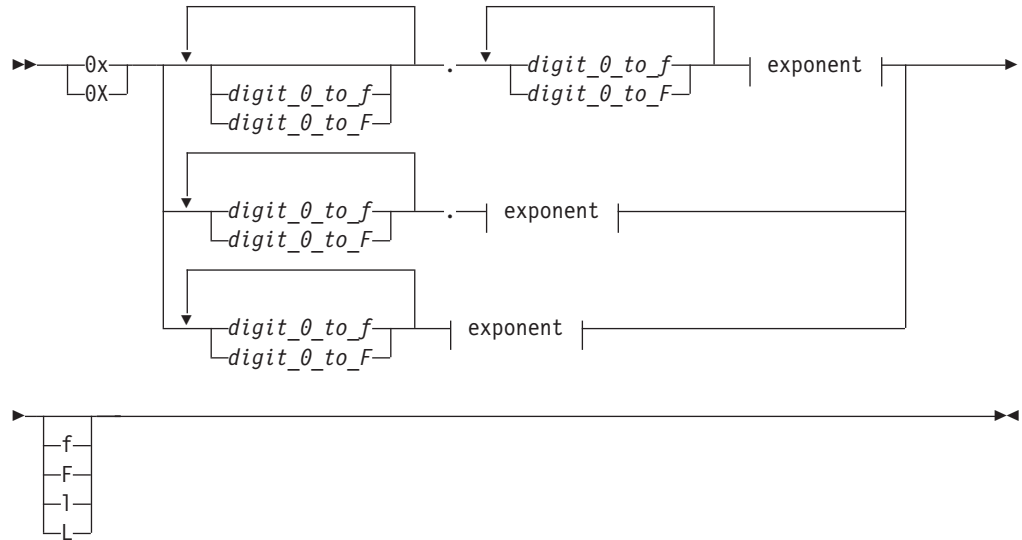 0x . digit_0_to_f exponent
0X digit_0_to_f digit_0_to_F
digit_0_to_F
digit_0_to_f . exponent
digit_0_to_F
digit_0_to_f exponent
digit_0_to_F
f
F
l
L